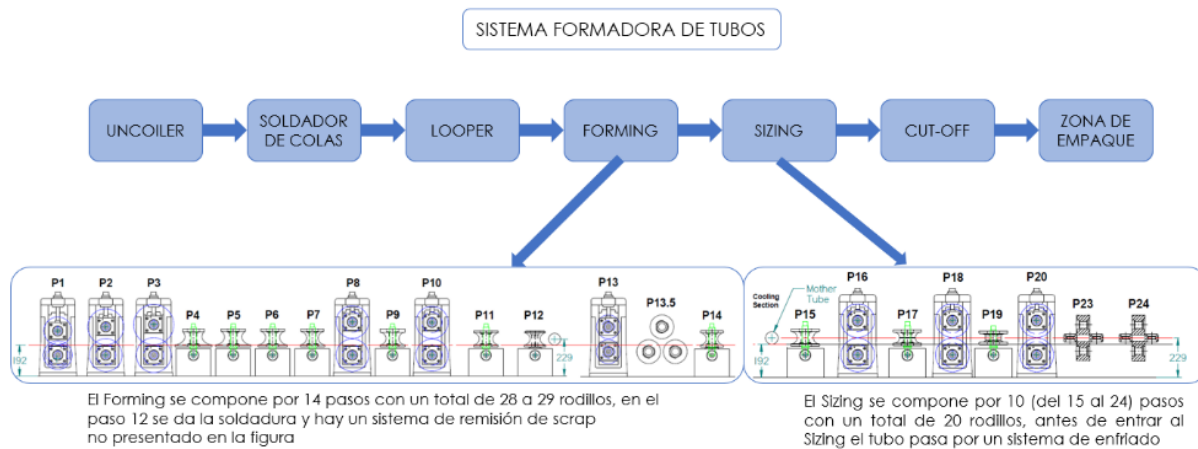 SISTEMA FORMADORA DE TUBOS
UNCOILER
SOLDADOR
DE COLAS
LOOPER
FORMING
SIZING
CUT-OFF
ZONA DE
EMPAQUE
P1
P2
P3
P4
P5
P6
P7
P8
P9
P10
P11
P12
P13
P13.5
P14
192
229
Cooling
Section
Mother
Tube
P15
P16
P17
P18
P19
P20
P23
P24
192
229
El Forming se compone por 14 pasos con un total de 28 a 29 rodillos, en el
paso 12 se da la soldadura y hay un sistema de remisión de scrap
no presentado en la figura
El Sizing se compone por 10 (del 15 al 24) pasos
con un total de 20 rodillos, antes de entrar al
Sizing el tubo pasa por un sistema de enfriado